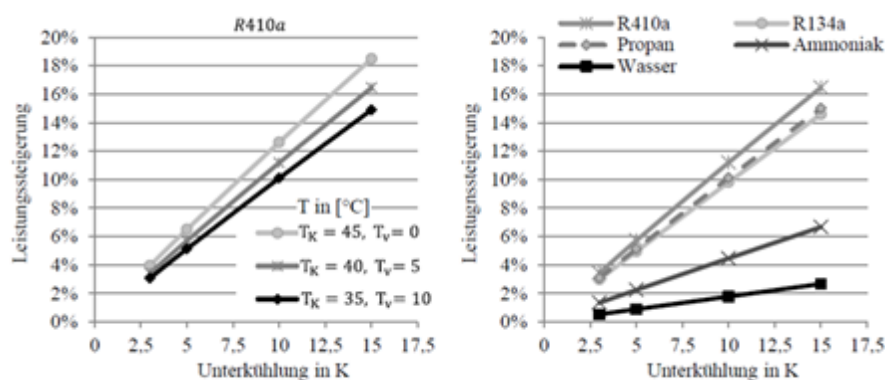 R410a
20%
18%
16%
14%
12%
10%
8%
6%
4%
2%
0%
Leistungssteigerung
T in [°C]
T_K = 45, T_v= 0
T_K = 40, T_v= 5
T_K = 35, T_v= 10
0 2,5 5 7,5 10 12,5 15 17,5
Unterkühlung in K
R410a R134a
Propan Ammoniak
Wasser
20%
18%
16%
14%
12%
10%
8%
6%
4%
2%
0%
Leistugnssteigerung
0 2,5 5 7,5 10 12,5 15 17,5
Unterkühlung in K